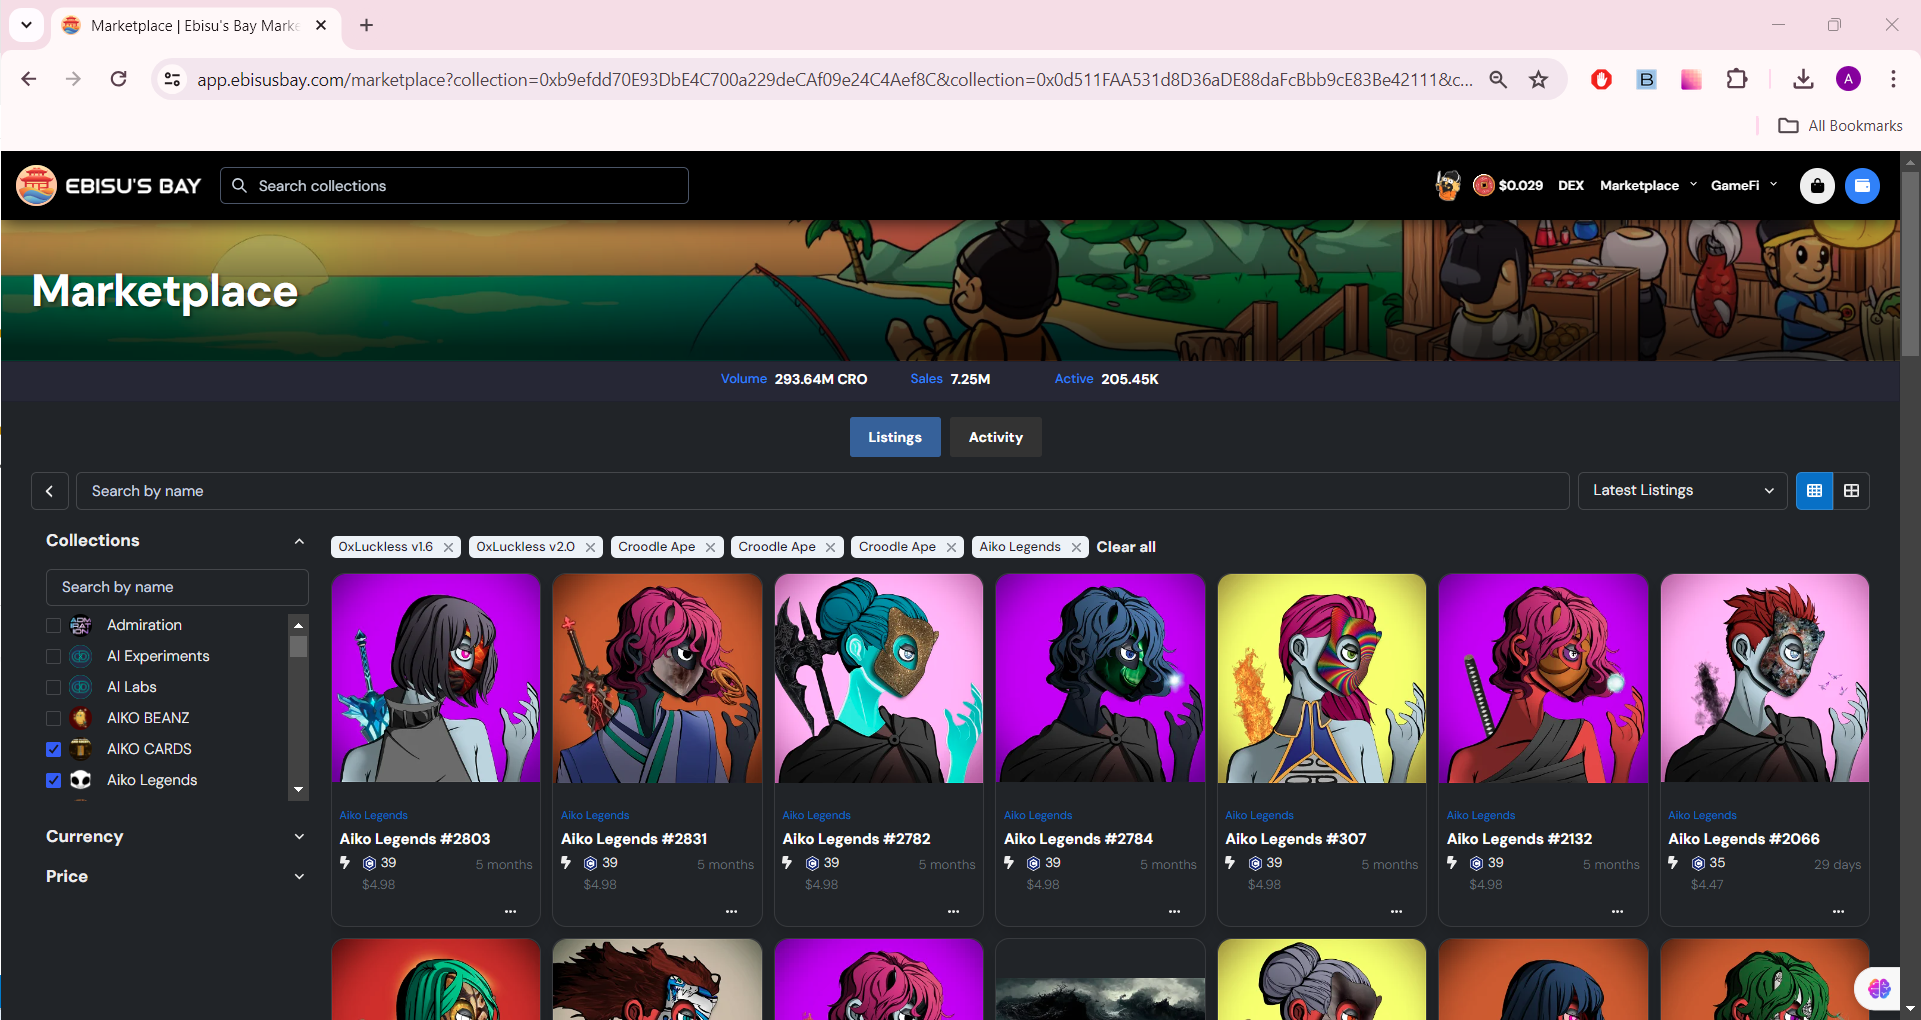 Marketplace | Ebisu's Bay Marke
app.ebisusbay.com/marketplace?collection=0xb9efdd70E93DbE4C700a229deCAf09e24C4Aef8C&collection=0x0d511FAA531d8D36aDE88daFcBbb9cE83Be42111&c...
B
A
All Bookmarks
EBISU'S BAY
Search collections
$0.029
DEX
Marketplace
GameFi
Marketplace
Volume 293.64M CRO
Sales 7.25M
Active 205.45K
Listings
Activity
Search by name
Latest Listings
Collections
Search by name
Admiration
AI Experiments
AI Labs
AIKO BEANZ
AIKO CARDS
Aiko Legends
Currency
Price
0xLuckless v1.6
0xLuckless v2.0
Croodle Ape
Croodle Ape
Croodle Ape
Aiko Legends
Clear all
Aiko Legends
Aiko Legends #2803
39
5 months
$4.98
Aiko Legends
Aiko Legends #2831
39
5 months
$4.98
Aiko Legends
Aiko Legends #2782
39
5 months
$4.98
Aiko Legends
Aiko Legends #2784
39
5 months
$4.98
Aiko Legends
Aiko Legends #307
39
5 months
$4.98
Aiko Legends
Aiko Legends #2132
39
5 months
$4.98
Aiko Legends
Aiko Legends #2066
35
29 days
$4.47